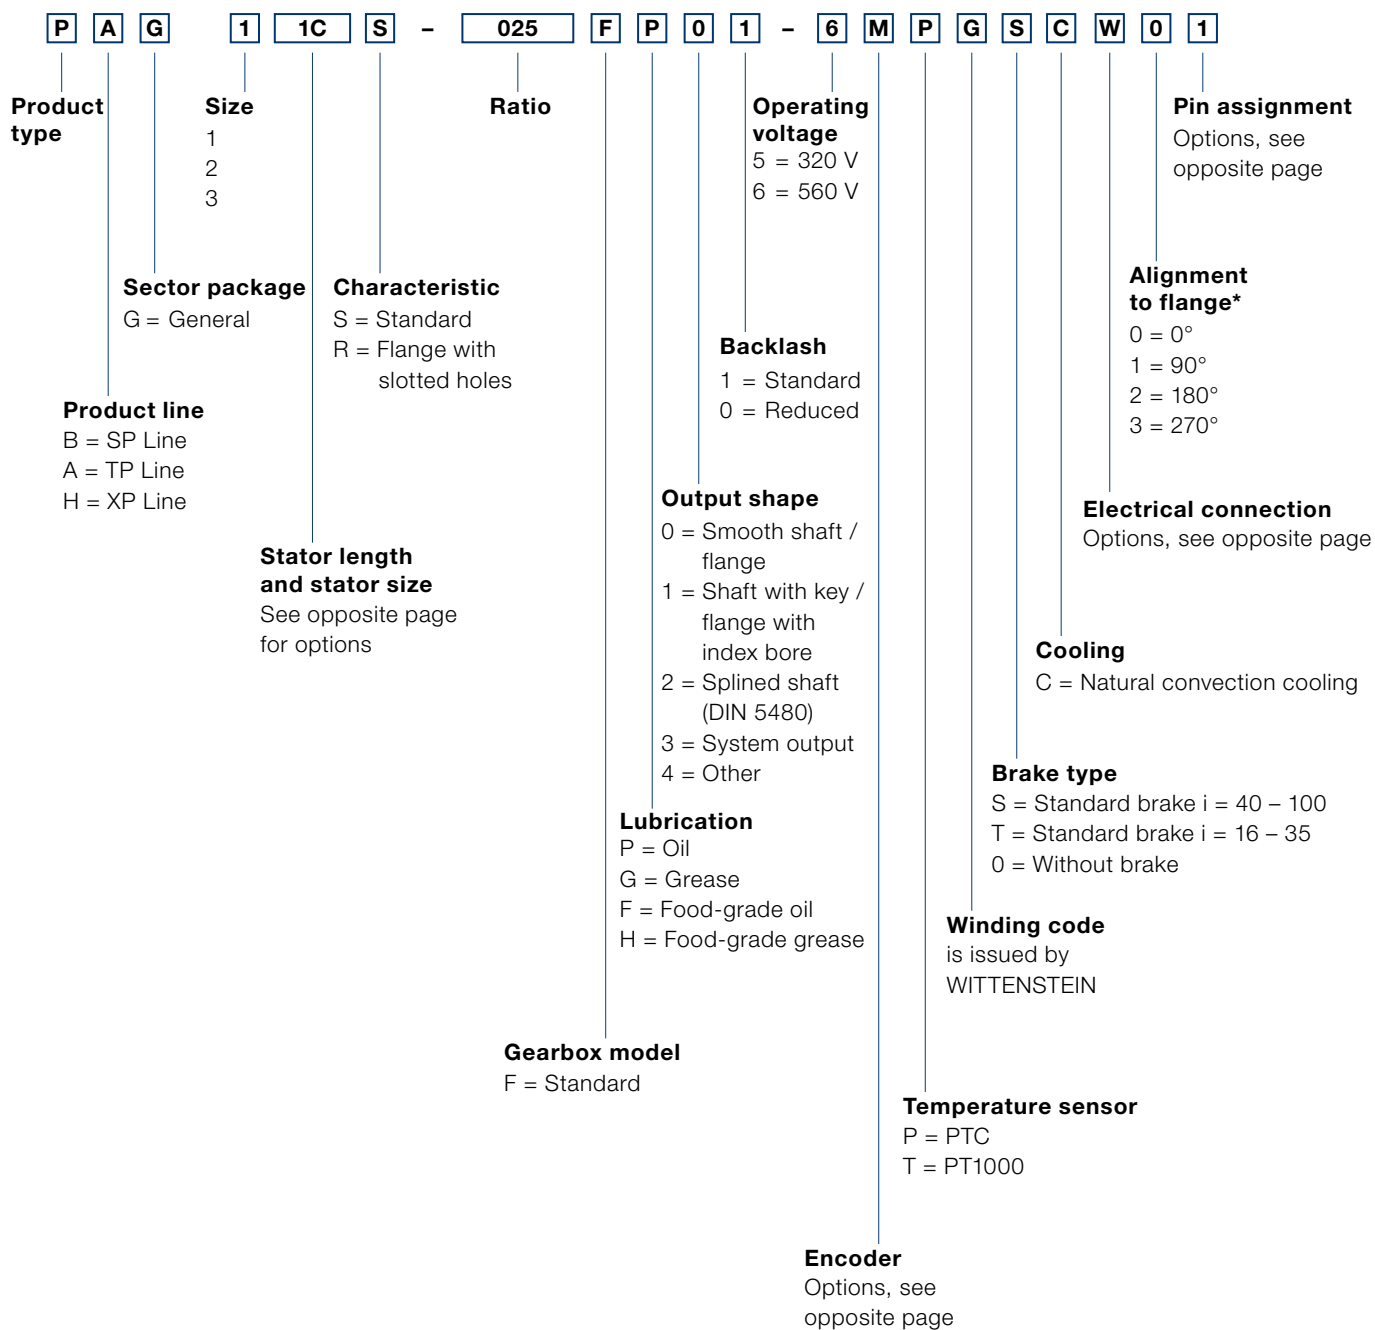 P A G 1 1C S – 025 F P 0 1 – 6 M P G S C W 0 1
Product
type
Size
1
2
3
Ratio
Operating
voltage
5 = 320 V
6 = 560 V
Pin assignment
Options, see
opposite page
Sector package
G = General
Characteristic
S = Standard
R = Flange with
slotted holes
Alignment
to flange*
0 = 0°
1 = 90°
2 = 180°
3 = 270°
Backlash
1 = Standard
0 = Reduced
Product line
B = SP Line
A = TP Line
H = XP Line
Output shape
0 = Smooth shaft /
flange
1 = Shaft with key /
flange with
index bore
2 = Splined shaft
(DIN 5480)
3 = System output
4 = Other
Electrical connection
Options, see opposite page
Stator length
and stator size
See opposite page
for options
Cooling
C = Natural convection cooling
Brake type
S = Standard brake i = 40 – 100
T = Standard brake i = 16 – 35
0 = Without brake
Lubrication
P = Oil
G = Grease
F = Food-grade oil
H = Food-grade grease
Winding code
is issued by
WITTENSTEIN
Gearbox model
F = Standard
Temperature sensor
P = PTC
T = PT1000
Encoder
Options, see
opposite page